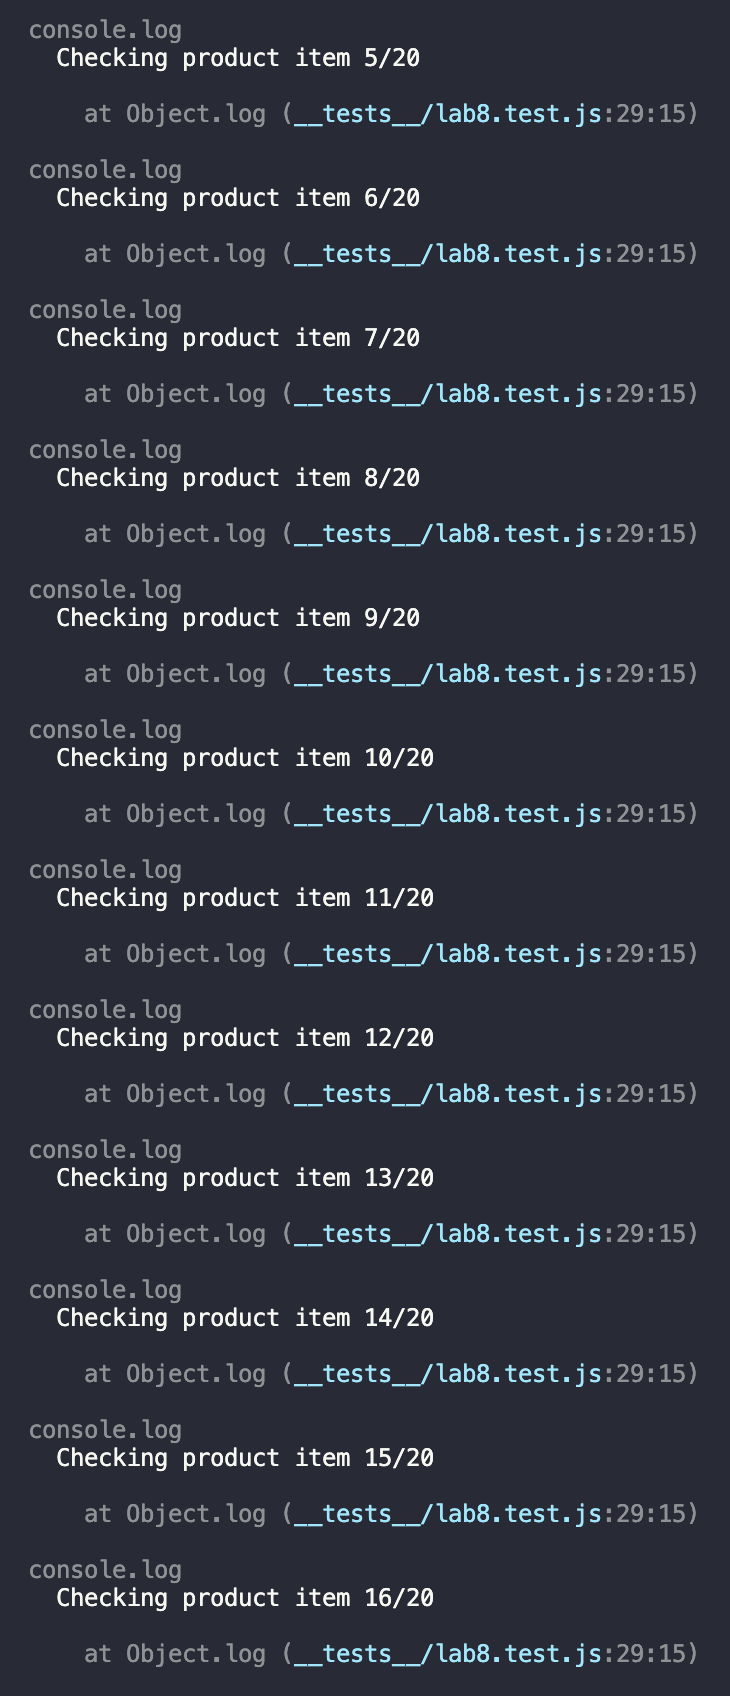 console.log
Checking product item 5/20
at Object.log (__tests__/lab8.test.js:29:15)
console.log
Checking product item 6/20
at Object.log (__tests__/lab8.test.js:29:15)
console.log
Checking product item 7/20
at Object.log (__tests__/lab8.test.js:29:15)
console.log
Checking product item 8/20
at Object.log (__tests__/lab8.test.js:29:15)
console.log
Checking product item 9/20
at Object.log (__tests__/lab8.test.js:29:15)
console.log
Checking product item 10/20
at Object.log (__tests__/lab8.test.js:29:15)
console.log
Checking product item 11/20
at Object.log (__tests__/lab8.test.js:29:15)
console.log
Checking product item 12/20
at Object.log (__tests__/lab8.test.js:29:15)
console.log
Checking product item 13/20
at Object.log (__tests__/lab8.test.js:29:15)
console.log
Checking product item 14/20
at Object.log (__tests__/lab8.test.js:29:15)
console.log
Checking product item 15/20
at Object.log (__tests__/lab8.test.js:29:15)
console.log
Checking product item 16/20
at Object.log (__tests__/lab8.test.js:29:15)